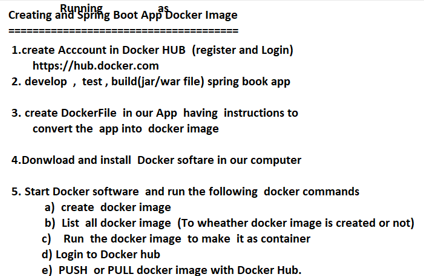 Running as
Creating and Spring Boot App Docker Image
=======================================
1.create Acccount in Docker HUB (register and Login)
https://hub.docker.com
2. develop , test , build(jar/war file) spring book app
3. create DockerFile in our App having instructions to
convert the app into docker image
4.Donwload and install Docker softare in our computer
5. Start Docker software and run the following docker commands
a) create docker image
b) List all docker image (To wheather docker image is created or not)
c) Run the docker image to make it as container
d) Login to Docker hub
e) PUSH or PULL docker image with Docker Hub.